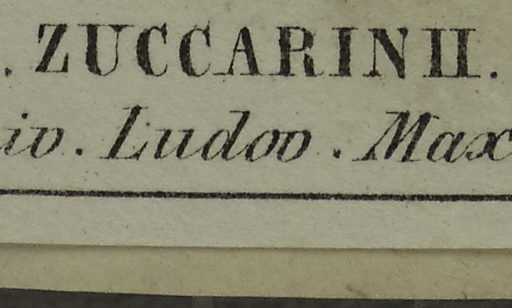 . ZUCCARINII.
iv. Ludov. Max